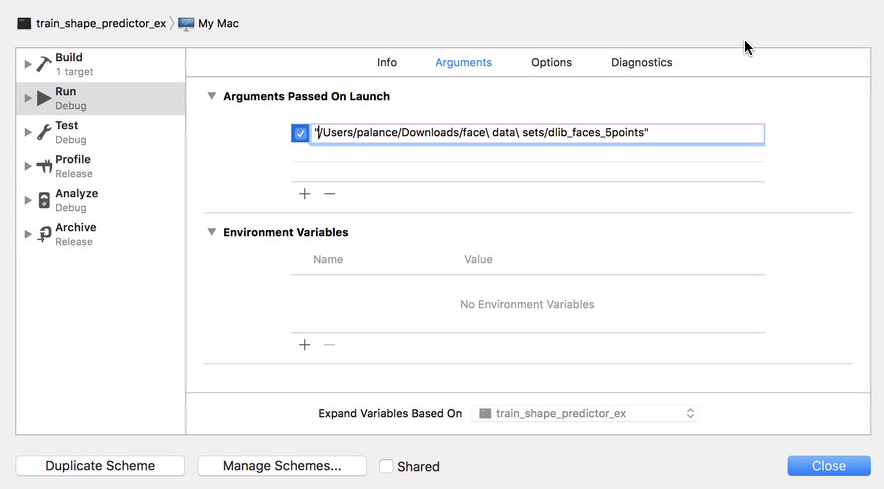 train_shape_predictor_ex
My Mac
Build
1 target
Run
Debug
Test
Debug
Profile
Release
Analyze
Debug
Archive
Release
Info
Arguments
Options
Diagnostics
Arguments Passed On Launch
"/Users/palance/Downloads/face\ data\ sets/dlib_faces_5points"
Environment Variables
Name
Value
No Environment Variables
Expand Variables Based On
train_shape_predictor_ex
Duplicate Scheme
Manage Schemes...
Shared
Close